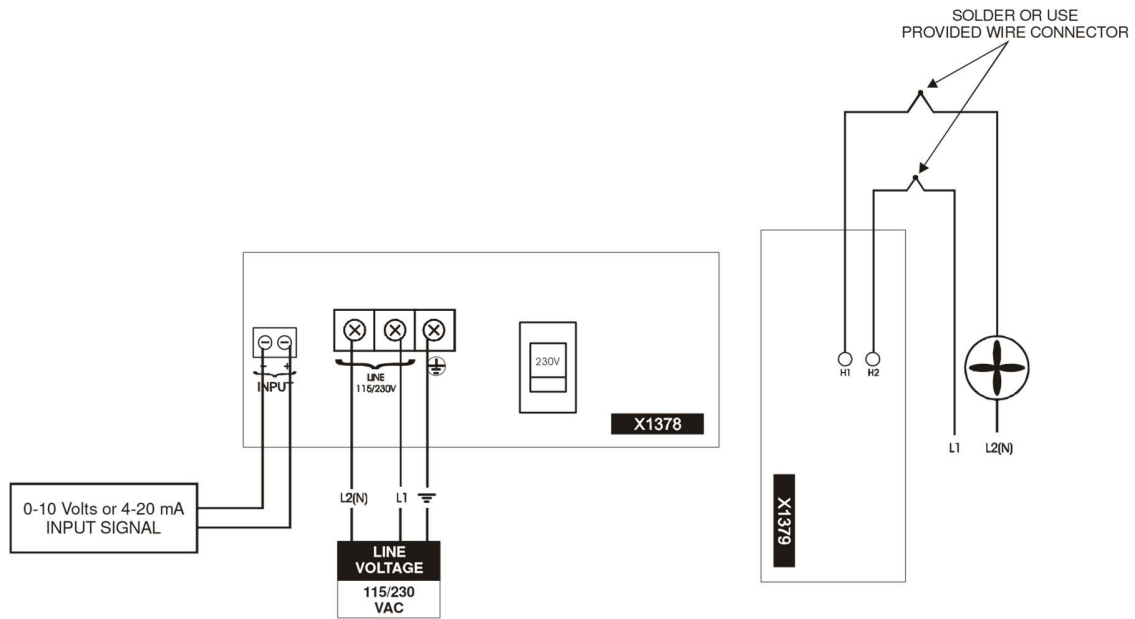 SOLDER OR USE
PROVIDED WIRE CONNECTOR
230V
- +
INPUT
LINE
115/230V
H1 H2
X1378
L1 L2(N)
X1379
0-10 Volts or 4-20 mA
INPUT SIGNAL
L2(N) L1
LINE
VOLTAGE
115/230
VAC